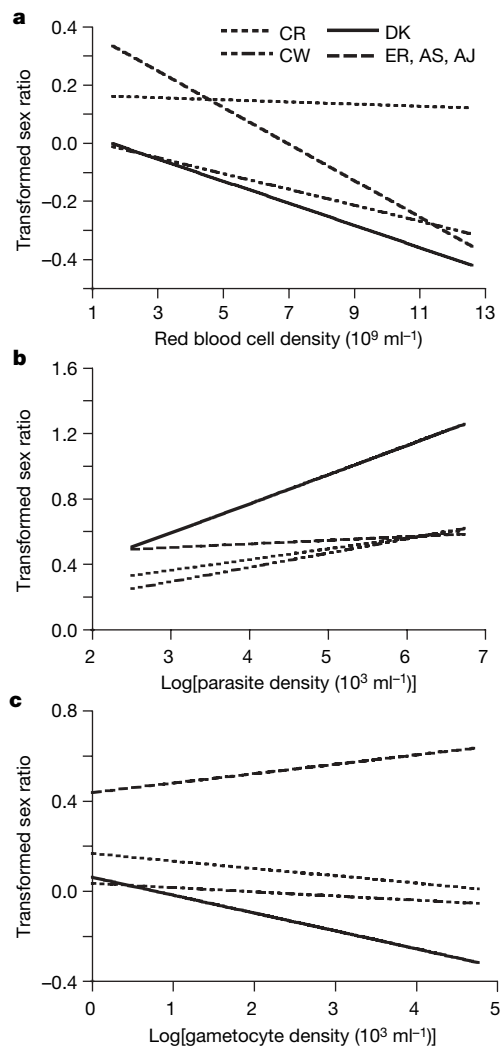 a
CR
DK
CW
ER, AS, AJ
0.4
0.2
0.0
−0.2
−0.4
Transformed sex ratio
1 3 5 7 9 11 13
Red blood cell density (10⁹ ml⁻¹)
b
1.6
1.2
0.8
0.4
0.0
Transformed sex ratio
2 3 4 5 6 7
Log[parasite density (10³ ml⁻¹)]
c
0.8
0.4
0.0
−0.4
Transformed sex ratio
0 1 2 3 4 5
Log[gametocyte density (10³ ml⁻¹)]